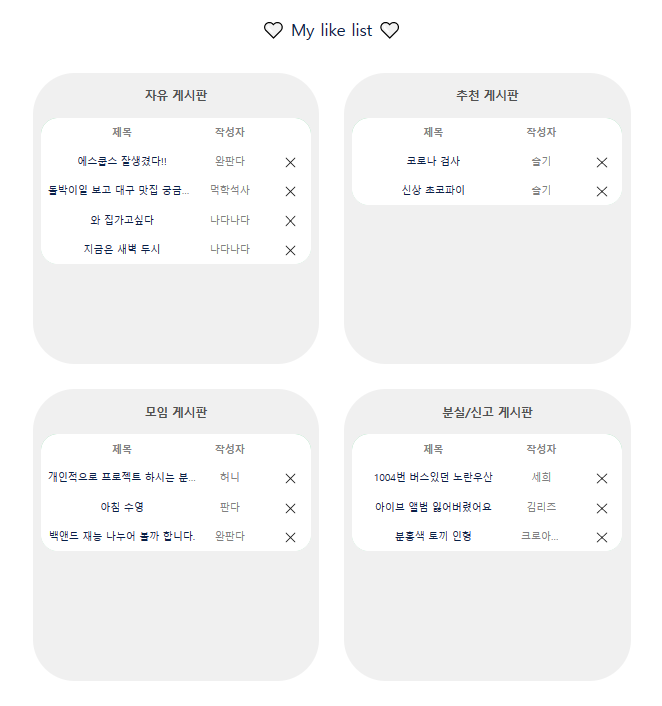 My like list
자유 게시판
제목 작성자
에스쿱스 잘생겼다!! 완판다
돌박이일 보고 대구 맛집 궁금... 먹학석사
와 집가고싶다 나다나다
지금은 새벽 두시 나다나다
추천 게시판
제목 작성자
코로나 검사 슬기
신상 초코파이 슬기
모임 게시판
제목 작성자
개인적으로 프로젝트 하시는 분... 허니
아침 수영 판다
백앤드 재능 나누어 볼까 합니다. 완판다
분실/신고 게시판
제목 작성자
1004번 버스있던 노란우산 세희
아이브 앨범 잃어버렸어요 김리즈
분홍색 토끼 인형 크로아...